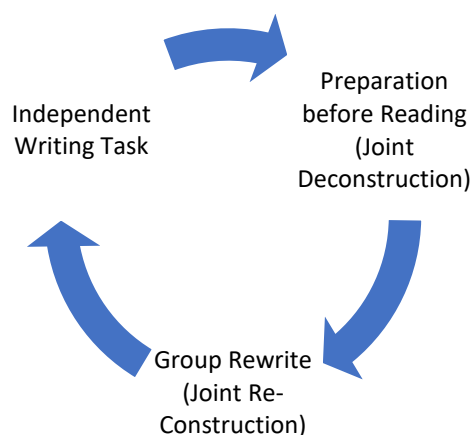 Independent
Writing Task
Preparation
before Reading
(Joint
Deconstruction)
Group Rewrite
(Joint Re-
Construction)